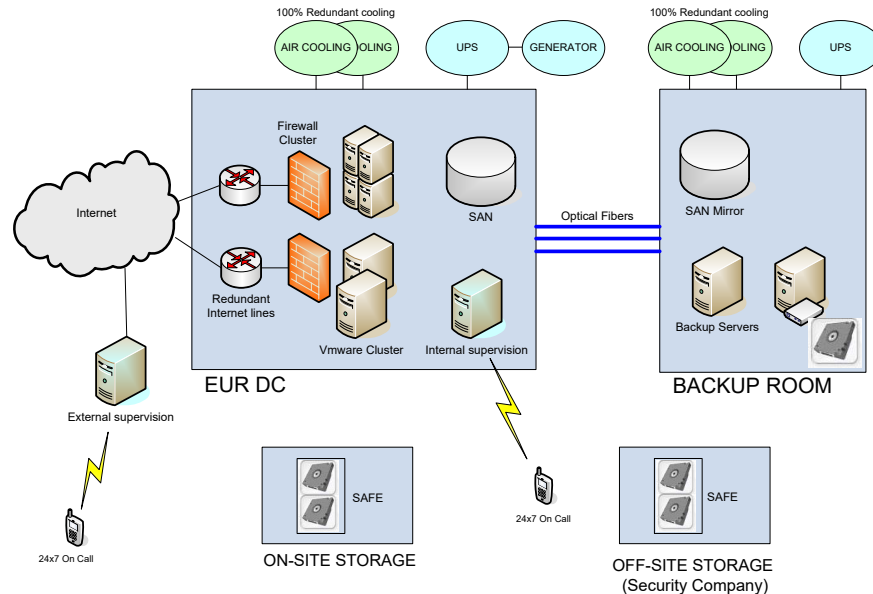 100% Redundant cooling
AIR COOLING
OLING
UPS
GENERATOR
100% Redundant cooling
AIR COOLING
OLING
UPS
Firewall
Cluster
Internet
SAN
Optical Fibers
SAN Mirror
Redundant
Internet lines
Vmware Cluster
Internal supervision
Backup Servers
EUR DC
BACKUP ROOM
External supervision
SAFE
SAFE
24x7 On Call
24x7 On Call
ON-SITE STORAGE
OFF-SITE STORAGE
(Security Company)